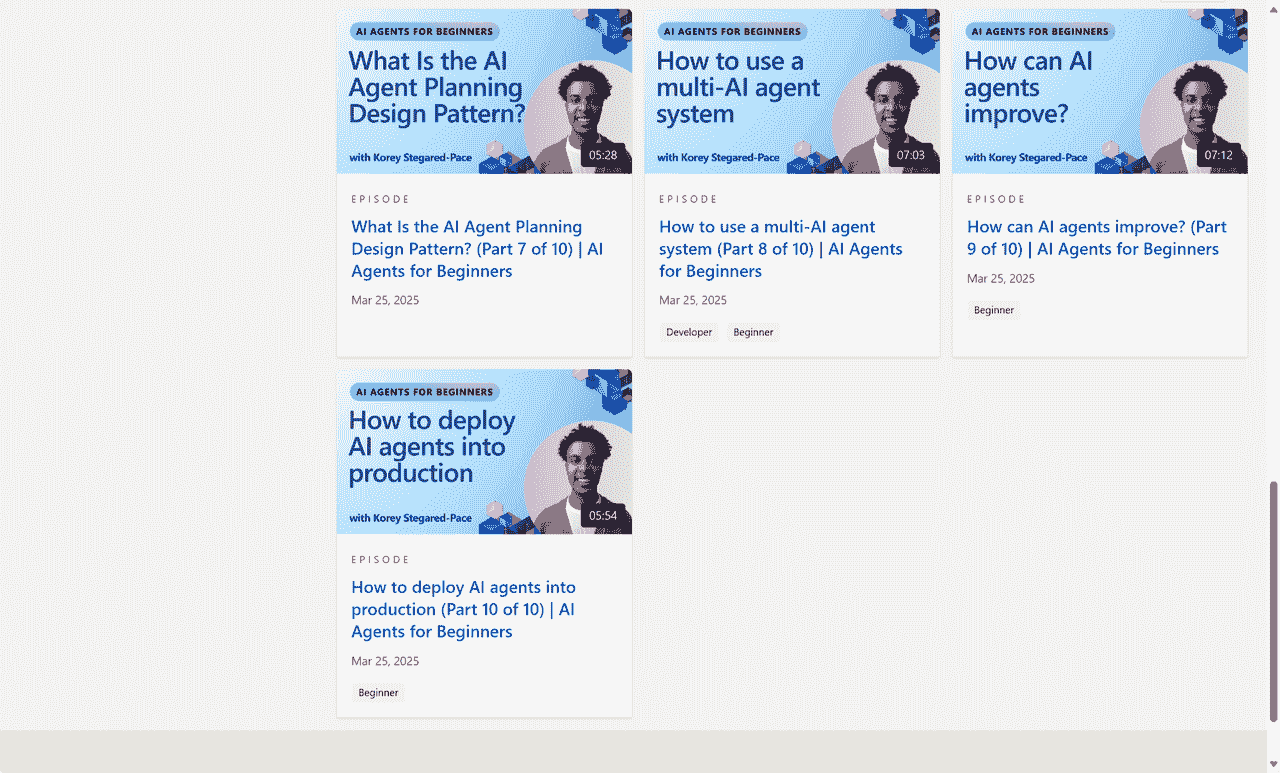 AI AGENTS FOR BEGINNERS
What Is the AI
Agent Planning
Design Pattern?
with Korey Stegared-Pace
05:28
EPISODE
What Is the AI Agent Planning
Design Pattern? (Part 7 of 10) | AI
Agents for Beginners
Mar 25, 2025
AI AGENTS FOR BEGINNERS
How to use a
multi-AI agent
system
with Korey Stegared-Pace
07:03
EPISODE
How to use a multi-AI agent
system (Part 8 of 10) | AI Agents
for Beginners
Mar 25, 2025
Developer
Beginner
AI AGENTS FOR BEGINNERS
How can AI
agents
improve?
with Korey Stegared-Pace
07:12
EPISODE
How can AI agents improve? (Part
9 of 10) | AI Agents for Beginners
Mar 25, 2025
Beginner
AI AGENTS FOR BEGINNERS
How to deploy
AI agents into
production
with Korey Stegared-Pace
05:54
EPISODE
How to deploy AI agents into
production (Part 10 of 10) | AI
Agents for Beginners
Mar 25, 2025
Beginner